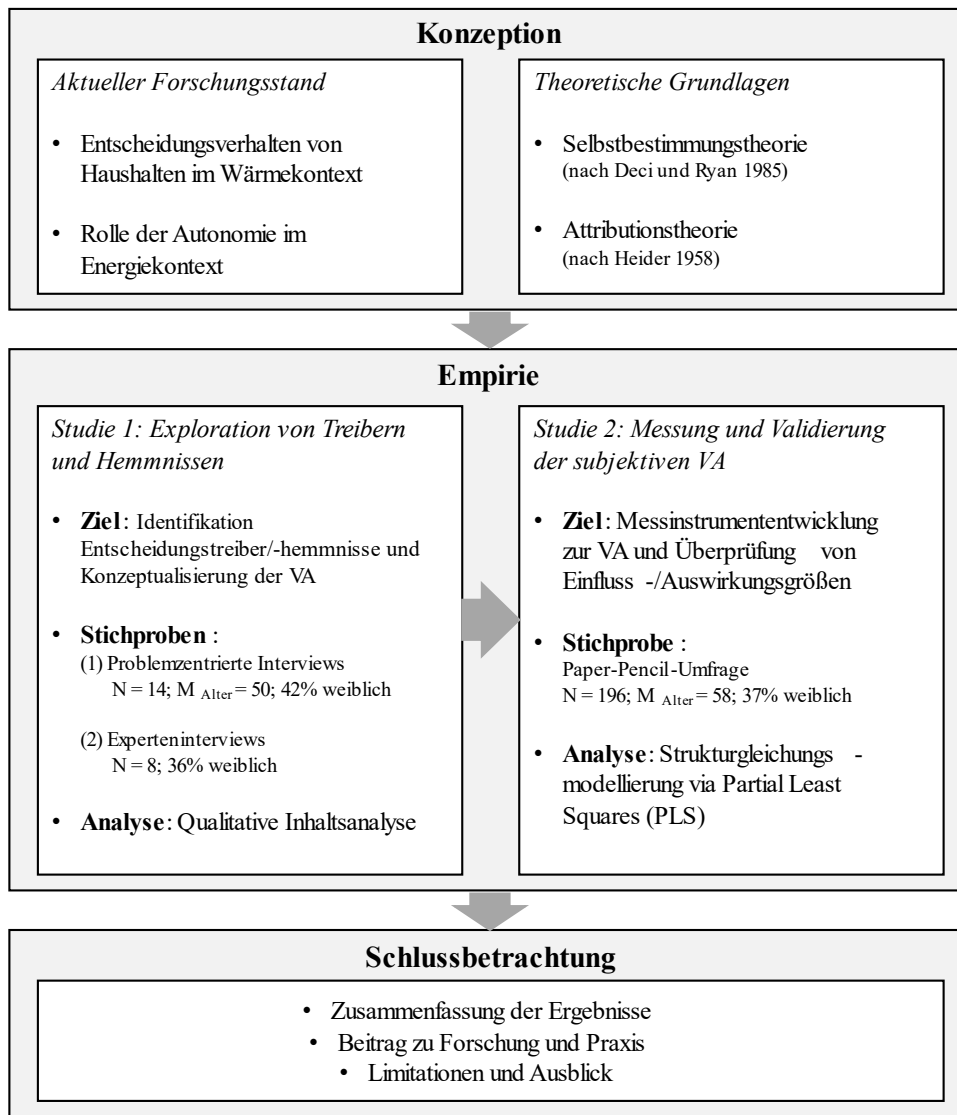 Konzeption
Aktueller Forschungsstand
• Entscheidungsverhalten von
Haushalten im Wärmekontext
• Rolle der Autonomie im
Energiekontext
Theoretische Grundlagen
• Selbstbestimmungstheorie
(nach Deci und Ryan 1985)
• Attributionstheorie
(nach Heider 1958)
Empirie
Studie 1: Exploration von Treibern
und Hemmnissen
• Ziel: Identifikation
Entscheidungstreiber/-hemmnisse und
Konzeptualisierung der VA
• Stichproben :
(1) Problemzentrierte Interviews
N = 14; M Alter = 50; 42% weiblich
(2) Experteninterviews
N = 8; 36% weiblich
• Analyse: Qualitative Inhaltsanalyse
Studie 2: Messung und Validierung
der subjektiven VA
• Ziel: Messinstrumententwicklung
zur VA und Überprüfung von
Einfluss -/Auswirkungsgrößen
• Stichprobe :
Paper-Pencil-Umfrage
N = 196; M Alter = 58; 37% weiblich
• Analyse: Strukturgleichungs -
modellierung via Partial Least
Squares (PLS)
Schlussbetrachtung
• Zusammenfassung der Ergebnisse
• Beitrag zu Forschung und Praxis
• Limitationen und Ausblick